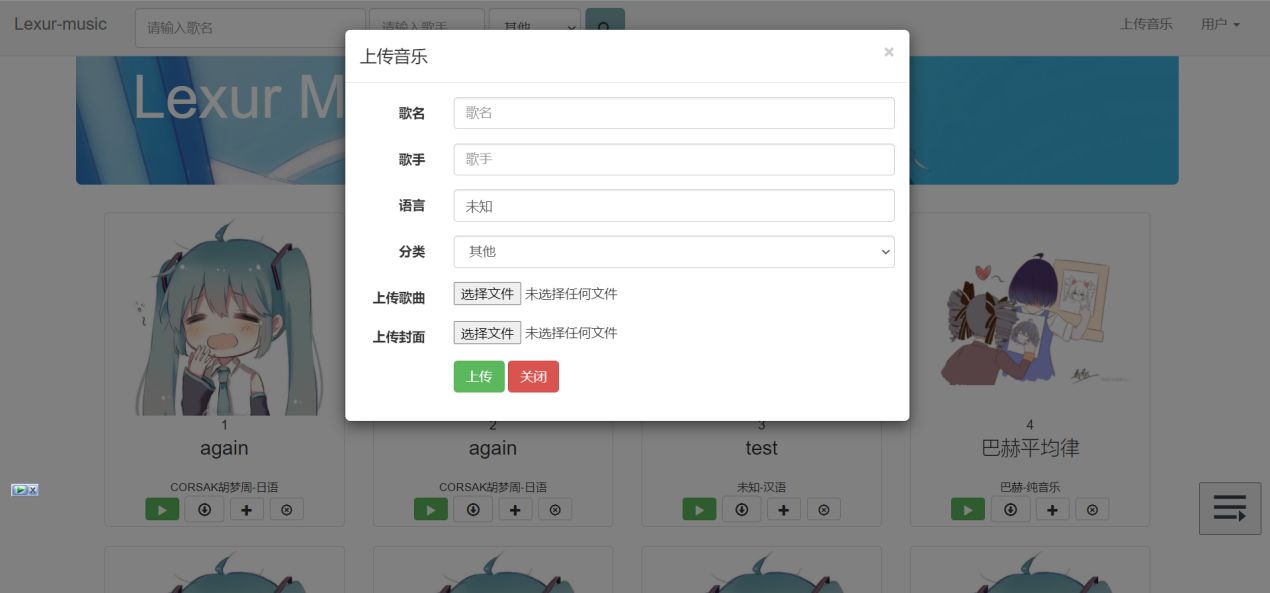 Lexur-music
请输入歌名
请输入歌手
其他
上传音乐
用户
Lexur M
上传音乐
×
歌名
歌名
歌手
歌手
语言
未知
分类
其他
上传歌曲
选择文件 未选择任何文件
上传封面
选择文件 未选择任何文件
上传
关闭
1
again
CORSAK胡梦周-日语
2
again
CORSAK胡梦周-日语
3
test
未知-汉语
4
巴赫平均律
巴赫-纯音乐